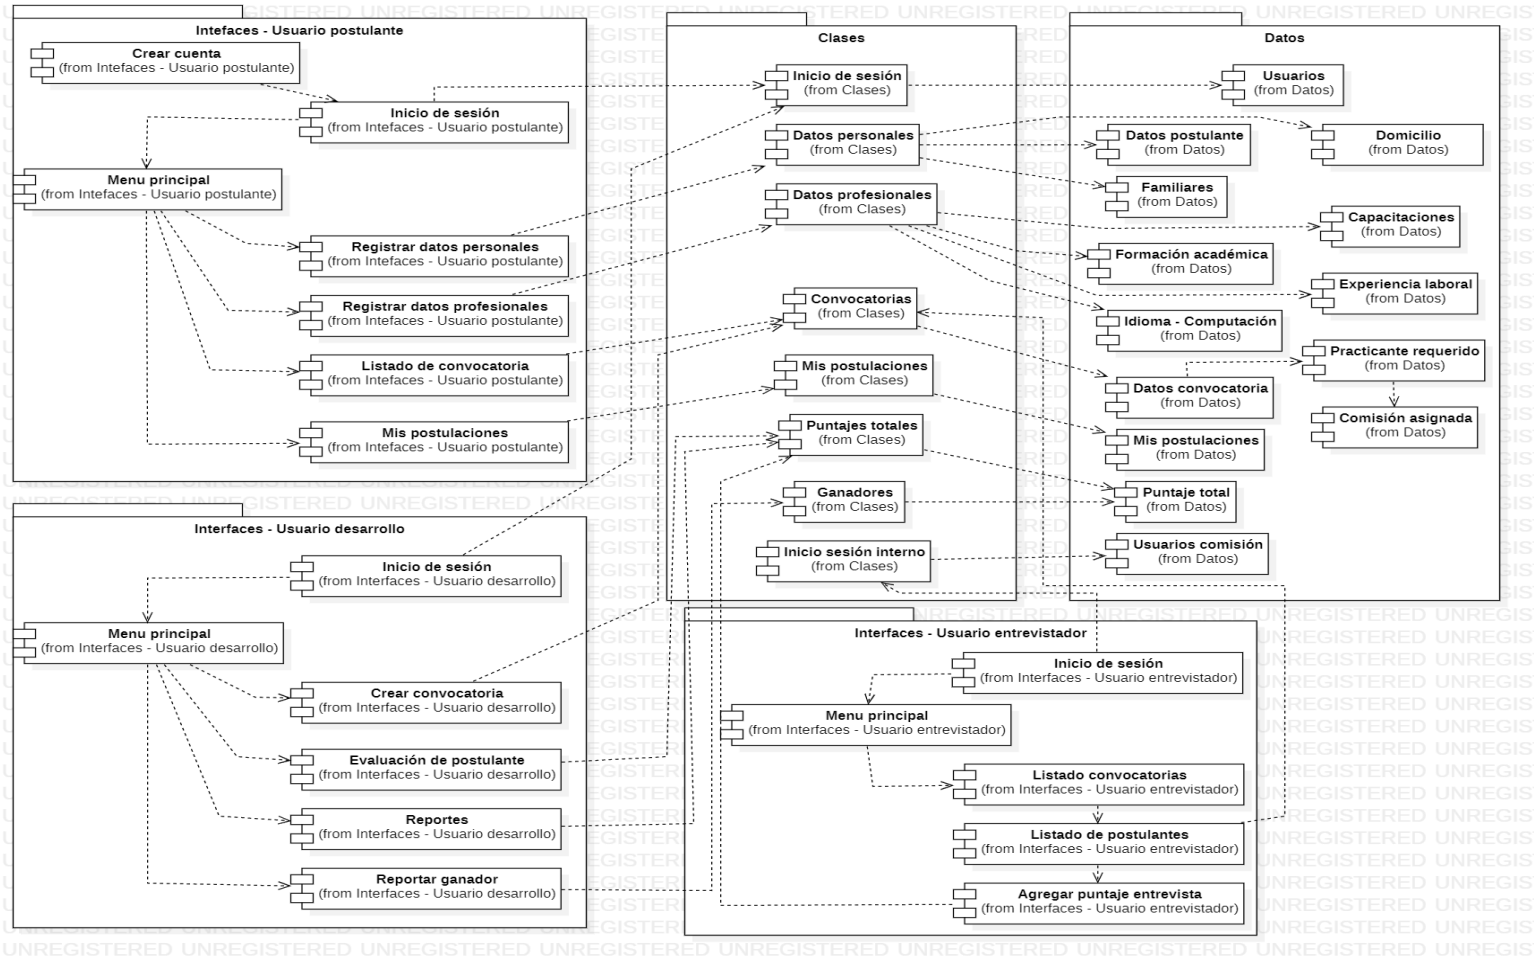 Intefaces - Usuario postulante
Crear cuenta
(from Intefaces - Usuario postulante)
Inicio de sesión
(from Intefaces - Usuario postulante)
Menu principal
(from Intefaces - Usuario postulante)
Registrar datos personales
(from Intefaces - Usuario postulante)
Registrar datos profesionales
(from Intefaces - Usuario postulante)
Listado de convocatoria
(from Intefaces - Usuario postulante)
Mis postulaciones
(from Intefaces - Usuario postulante)
Interfaces - Usuario desarrollo
Inicio de sesión
(from Interfaces - Usuario desarrollo)
Menu principal
(from Interfaces - Usuario desarrollo)
Crear convocatoria
(from Interfaces - Usuario desarrollo)
Evaluación de postulante
(from Interfaces - Usuario desarrollo)
Reportes
(from Interfaces - Usuario desarrollo)
Reportar ganador
(from Interfaces - Usuario desarrollo)
Clases
Inicio de sesión
(from Clases)
Datos personales
(from Clases)
Datos profesionales
(from Clases)
Convocatorias
(from Clases)
Mis postulaciones
(from Clases)
Puntajes totales
(from Clases)
Ganadores
(from Clases)
Inicio sesión interno
(from Clases)
Datos
Usuarios
(from Datos)
Datos postulante
(from Datos)
Domicilio
(from Datos)
Familiares
(from Datos)
Capacitaciones
(from Datos)
Formación académica
(from Datos)
Experiencia laboral
(from Datos)
Idioma - Computación
(from Datos)
Practicante requerido
(from Datos)
Datos convocatoria
(from Datos)
Comisión asignada
(from Datos)
Mis postulaciones
(from Datos)
Puntaje total
(from Datos)
Usuarios comisión
(from Datos)
Interfaces - Usuario entrevistador
Inicio de sesión
(from Interfaces - Usuario entrevistador)
Menu principal
(from Interfaces - Usuario entrevistador)
Listado convocatorias
(from Interfaces - Usuario entrevistador)
Listado de postulantes
(from Interfaces - Usuario entrevistador)
Agregar puntaje entrevista
(from Interfaces - Usuario entrevistador)
UNREGISTERED UNREGISTERED UNREGISTERED UNREGISTERED UNREGISTERED UNREGISTERED UNREGISTERED UNREGISTERED UNREGIS